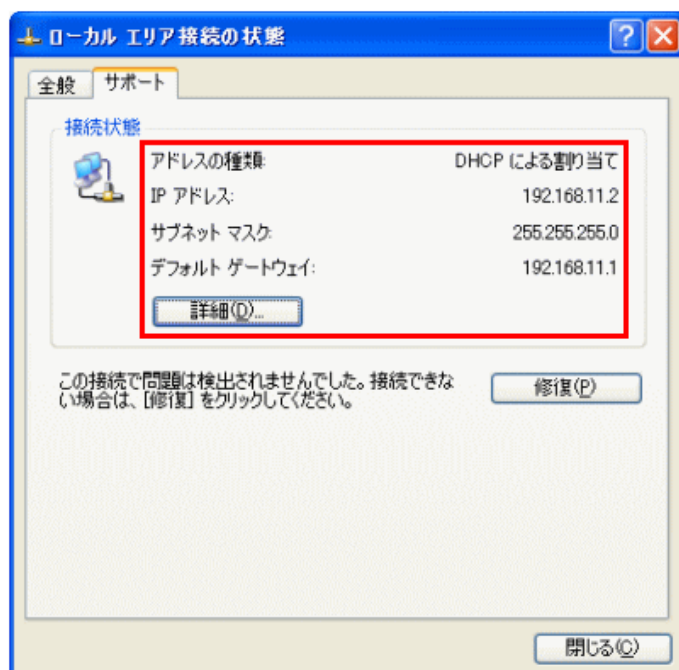 ローカル エリア接続の状態
全般
サポート
接続状態
アドレスの種類: DHCP による割り当て
IP アドレス: 192.168.11.2
サブネット マスク: 255.255.255.0
デフォルト ゲートウェイ: 192.168.11.1
詳細(D)...
この接続で問題は検出されませんでした。接続できな
い場合は、[修復] をクリックしてください。
修復(P)
閉じる(C)